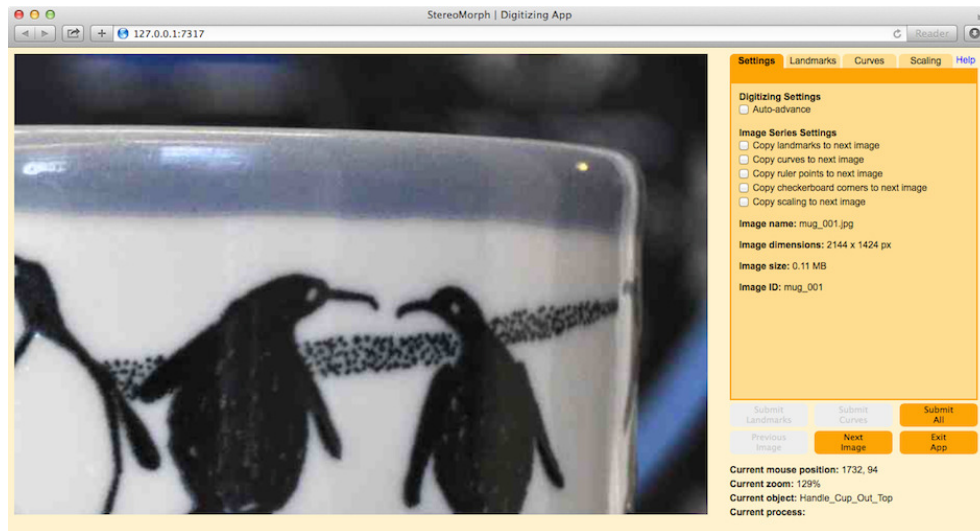 StereoMorph | Digitizing App
127.0.0.1:7317
Reader
Settings Landmarks Curves Scaling Help
Digitizing Settings
Auto-advance
Image Series Settings
Copy landmarks to next image
Copy curves to next image
Copy ruler points to next image
Copy checkerboard corners to next image
Copy scaling to next image
Image name: mug_001.jpg
Image dimensions: 2144 x 1424 px
Image size: 0.11 MB
Image ID: mug_001
Submit Landmarks
Submit Curves
Submit All
Previous Image
Next Image
Exit App
Current mouse position: 1732, 94
Current zoom: 129%
Current object: Handle_Cup_Out_Top
Current process: